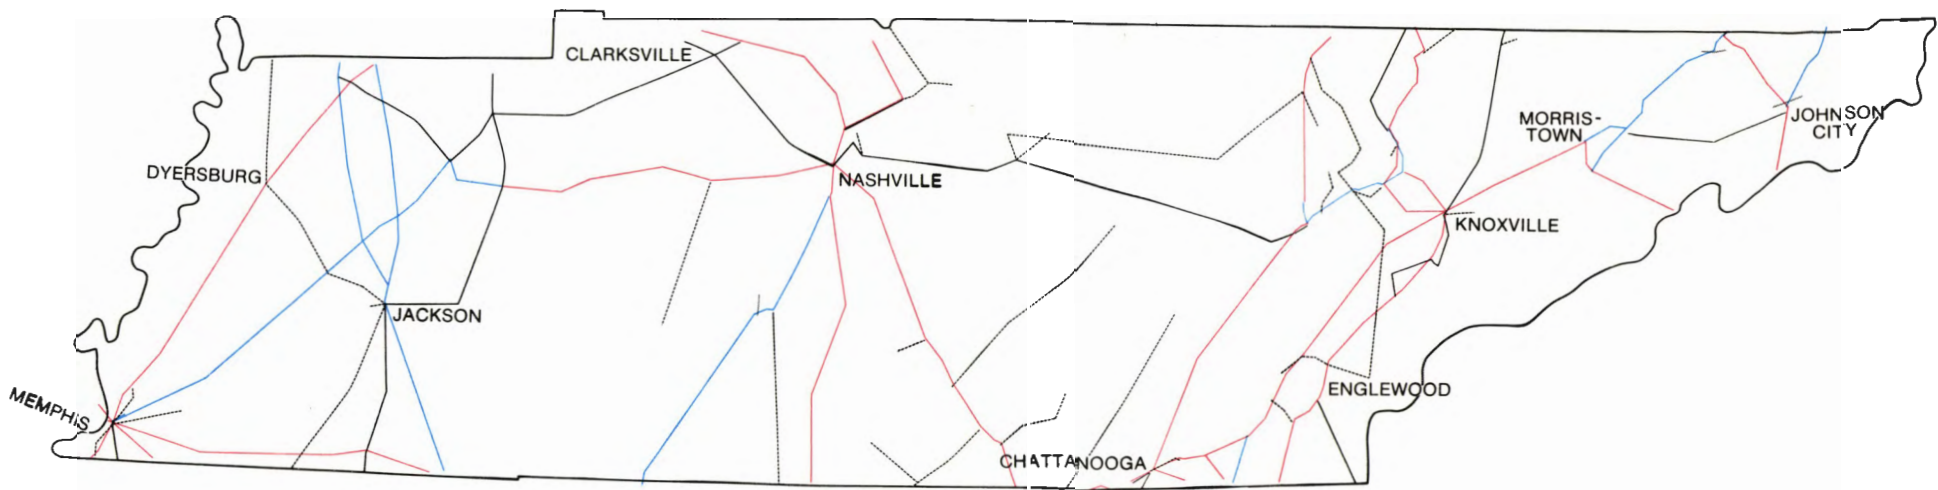 CLARKSVILLE
DYERSBURG
NASHVILLE
JACKSON
MEMPHIS
MORRIS-
TOWN
JOHNSON
CITY
KNOXVILLE
ENGLEWOOD
CHATTANOOGA